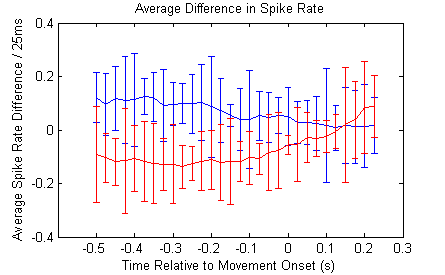 Average Difference in Spike Rate
Average Spike Rate Difference / 25ms
0.4
0.2
0
-0.2
-0.4
-0.5 -0.4 -0.3 -0.2 -0.1 0 0.1 0.2 0.3
Time Relative to Movement Onset (s)